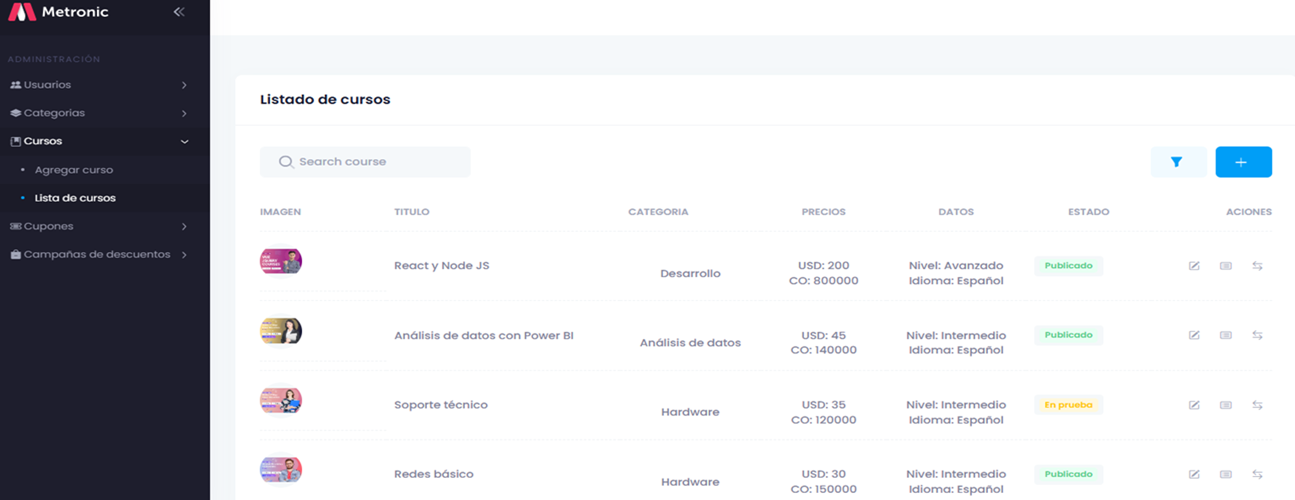 Metronic
ADMINISTRACIÓN
Usuarios
Categorias
Cursos
Agregar curso
Lista de cursos
Cupones
Campañas de descuentos
Listado de cursos
Search course
IMAGEN TITULO CATEGORIA PRECIOS DATOS ESTADO ACIONES
React y Node JS Desarrollo USD: 200 Nivel: Avanzado Publicado
CO: 800000 Idioma: Español
Análisis de datos con Power BI Análisis de datos USD: 45 Nivel: Intermedio Publicado
CO: 140000 Idioma: Español
Soporte técnico Hardware USD: 35 Nivel: Intermedio En prueba
CO: 120000 Idioma: Español
Redes básico Hardware USD: 30 Nivel: Intermedio Publicado
CO: 150000 Idioma: Español